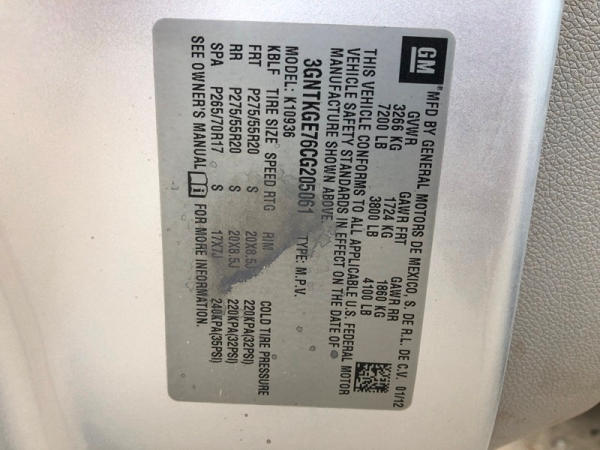 GM
MFD BY GENERAL MOTORS DE MEXICO, S. DE R.L. DE C.V. 01/12
GVWR GAWR FRT GAWR RR
3266 KG 1724 KG 1860 KG
7200 LB 3800 LB 4100 LB
THIS VEHICLE CONFORMS TO ALL APPLICABLE U.S. FEDERAL MOTOR
VEHICLE SAFETY STANDARDS IN EFFECT ON THE DATE OF
MANUFACTURE SHOWN ABOVE.
3GNTKGE76CG205061 TYPE: M.P.V.
MODEL: K10936
KBLF TIRE SIZE SPEED RTG RIM COLD TIRE PRESSURE
FRT P275/55R20 S 20X8.5J 220KPA(32PSI)
RR P275/55R20 S 20X8.5J 220KPA(32PSI)
SPA P265/70R17 S 17X7J 240KPA(35PSI)
SEE OWNER'S MANUAL i FOR MORE INFORMATION.